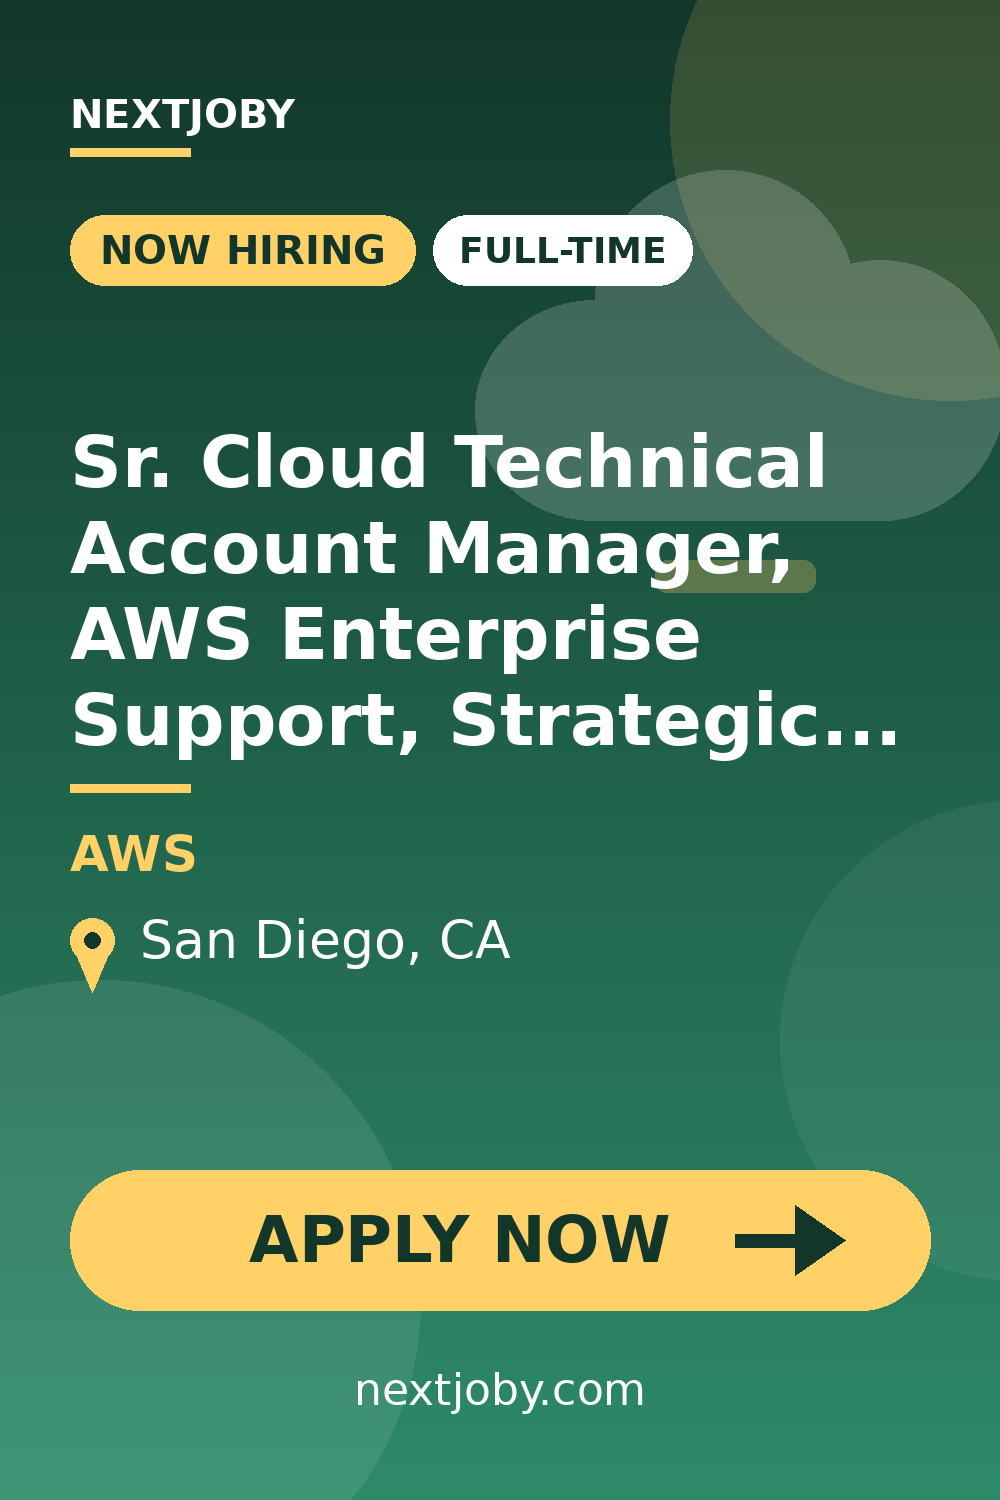 NEXTJOBY
NOW HIRING
FULL-TIME
Sr. Cloud Technical
Account Manager,
AWS Enterprise
Support, Strategic...
AWS
San Diego, CA
APPLY NOW
nextjoby.com